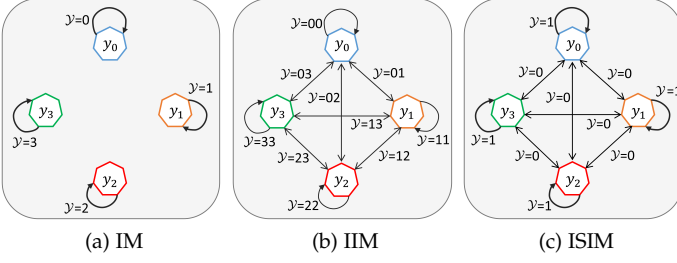 𝒴=0
y₀
y₃
y₁
𝒴=1
𝒴=3
y₂
𝒴=2
(a) IM
𝒴=00
y₀
𝒴=03
𝒴=01
𝒴=02
y₃
y₁
𝒴=13
𝒴=33
𝒴=11
𝒴=23
𝒴=12
y₂
𝒴=22
(b) IIM
𝒴=1
y₀
𝒴=0
𝒴=0
𝒴=0
y₃
y₁
𝒴=1
𝒴=0
𝒴=1
𝒴=0
𝒴=0
y₂
𝒴=1
(c) ISIM